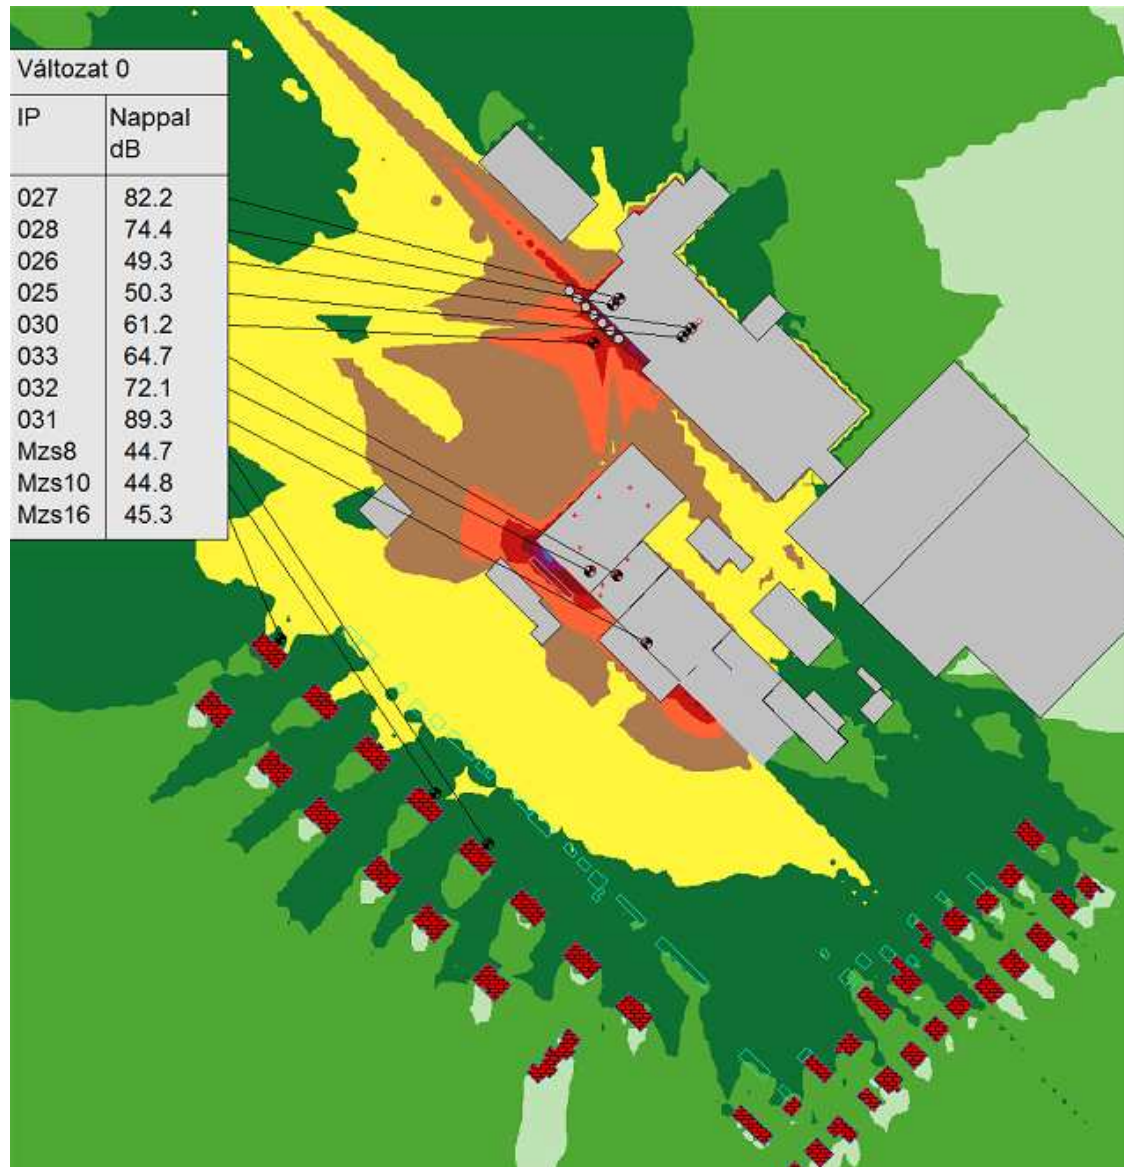 Változat 0
IP Nappal
dB
027 82.2
028 74.4
026 49.3
025 50.3
030 61.2
033 64.7
032 72.1
031 89.3
Mzs8 44.7
Mzs10 44.8
Mzs16 45.3